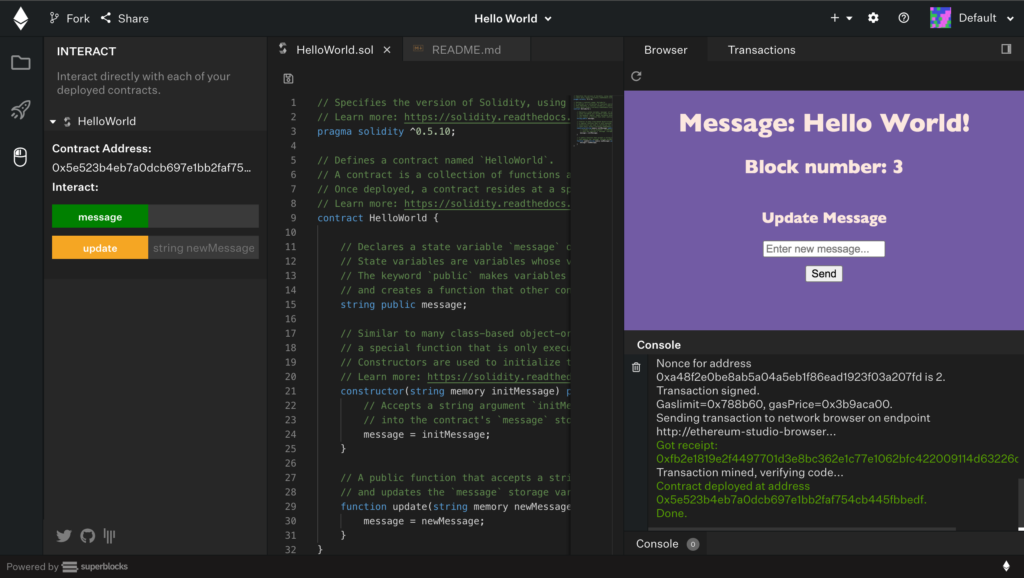 Fork
Share
Hello World
Default
INTERACT
Interact directly with each of your
deployed contracts.
HelloWorld
Contract Address:
0x5e523b4eb7a0dcb697e1bb2faf75...
Interact:
message
update
string newMessage
HelloWorld.sol
README.md
1 // Specifies the version of Solidity, using
2 // Learn more: https://solidity.readthedocs.
3 pragma solidity ^0.5.10;
4
5 // Defines a contract named `HelloWorld`.
6 // A contract is a collection of functions a
7 // Once deployed, a contract resides at a sp
8 // Learn more: https://solidity.readthedocs.
9 contract HelloWorld {
10
11 // Declares a state variable `message` o
12 // State variables are variables whose v
13 // The keyword `public` makes variables
14 // and creates a function that other con
15 string public message;
16
17 // Similar to many class-based object-or
18 // a special function that is only execu
19 // Constructors are used to initialize t
20 // Learn more: https://solidity.readthed
21 constructor(string memory initMessage) p
22 // Accepts a string argument `initMe
23 // into the contract's `message` sto
24 message = initMessage;
25 }
26
27 // A public function that accepts a stri
28 // and updates the `message` storage var
29 function update(string memory newMessage
30 message = newMessage;
31 }
32 }
Browser
Transactions
Message: Hello World!
Block number: 3
Update Message
Enter new message...
Send
Console
Nonce for address
0xa48f2e0be8ab5a04a5eb1f86ead1923f03a207fd is 2.
Transaction signed.
Gaslimit=0x788b60, gasPrice=0x3b9aca00.
Sending transaction to network browser on endpoint
http://ethereum-studio-browser...
Got receipt:
0xfb2e1819e2f4497701d3e8bc362e1c77e1062bfc422009114d63226c
Transaction mined, verifying code...
Contract deployed at address
0x5e523b4eb7a0dcb697e1bb2faf754cb445fbbedf.
Done.
Console 0
Powered by superblocks